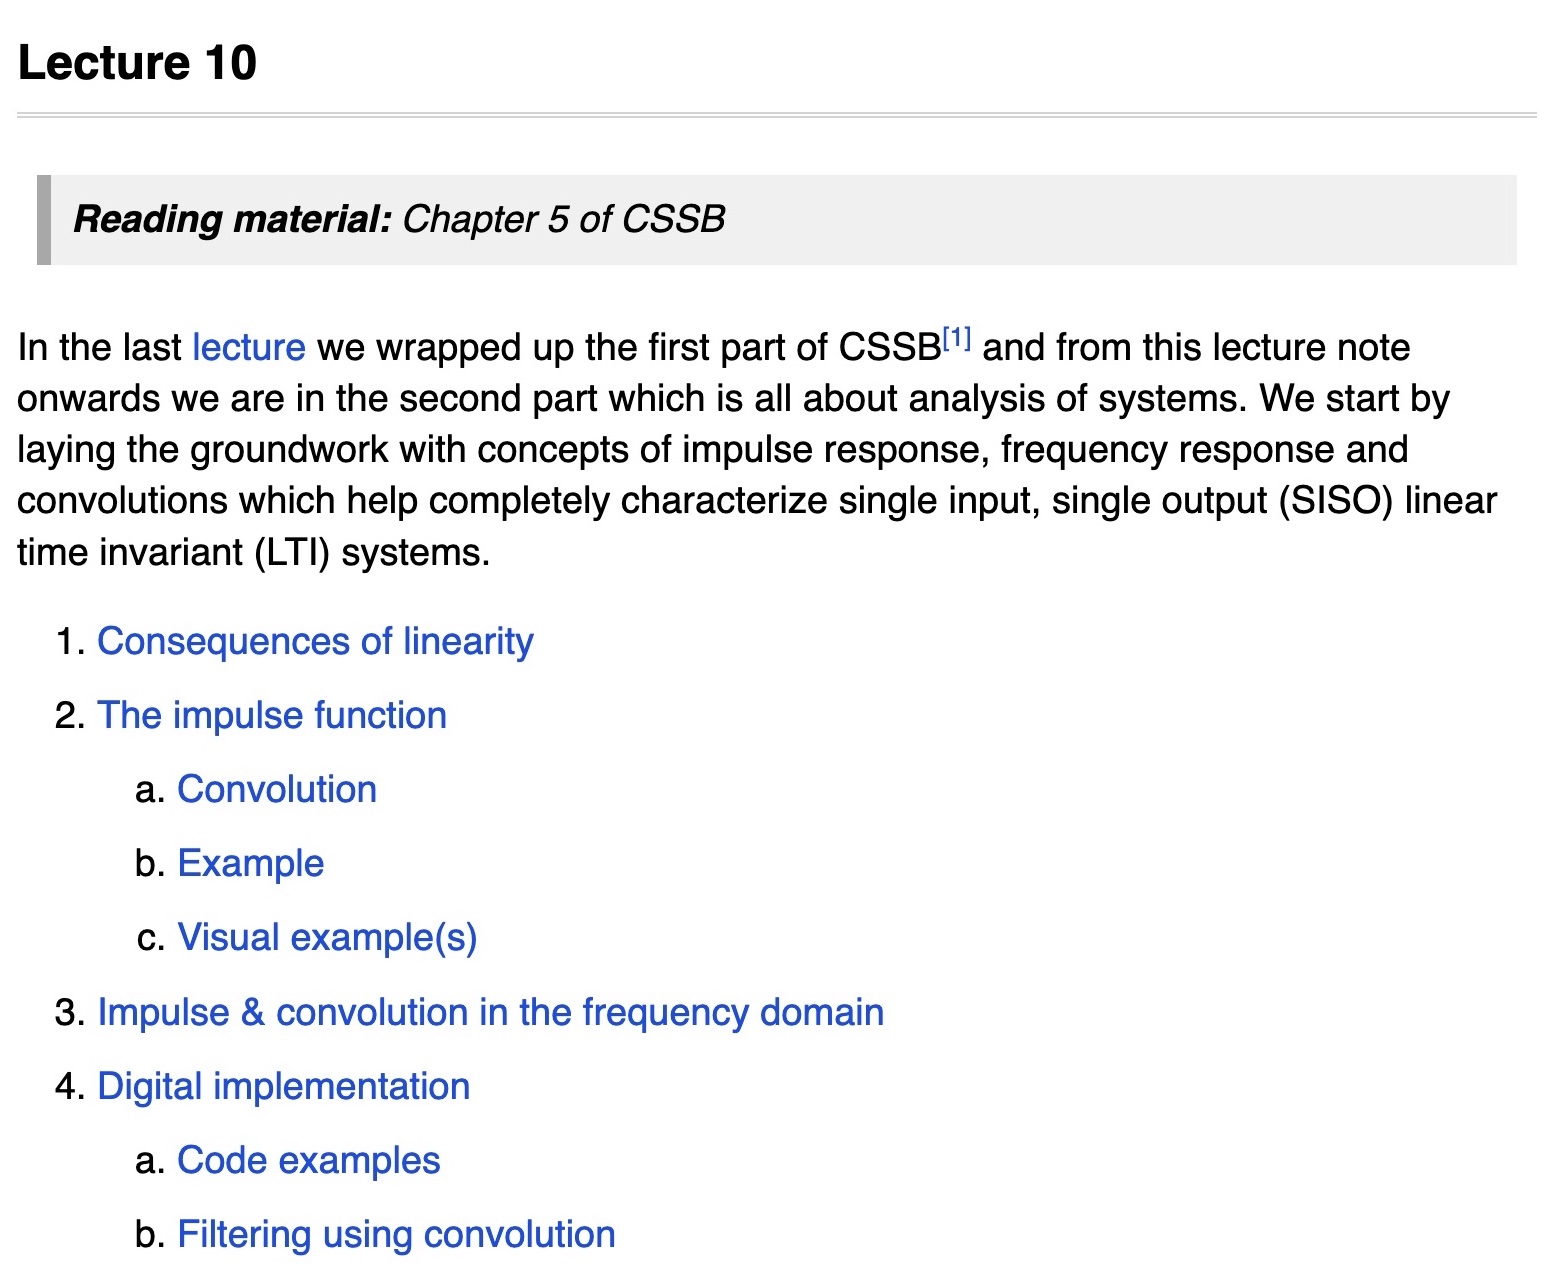 Lecture 10
Reading material: Chapter 5 of CSSB
In the last lecture we wrapped up the first part of CSSB[1] and from this lecture note
onwards we are in the second part which is all about analysis of systems. We start by
laying the groundwork with concepts of impulse response, frequency response and
convolutions which help completely characterize single input, single output (SISO) linear
time invariant (LTI) systems.
1. Consequences of linearity
2. The impulse function
a. Convolution
b. Example
c. Visual example(s)
3. Impulse & convolution in the frequency domain
4. Digital implementation
a. Code examples
b. Filtering using convolution